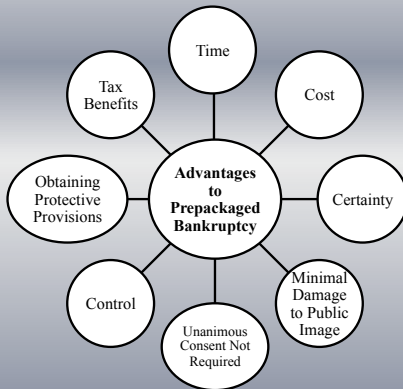 Time
Tax
Benefits
Cost
Advantages
to
Prepackaged
Bankruptcy
Obtaining
Protective
Provisions
Certainty
Control
Minimal
Damage
to Public
Image
Unanimous
Consent Not
Required